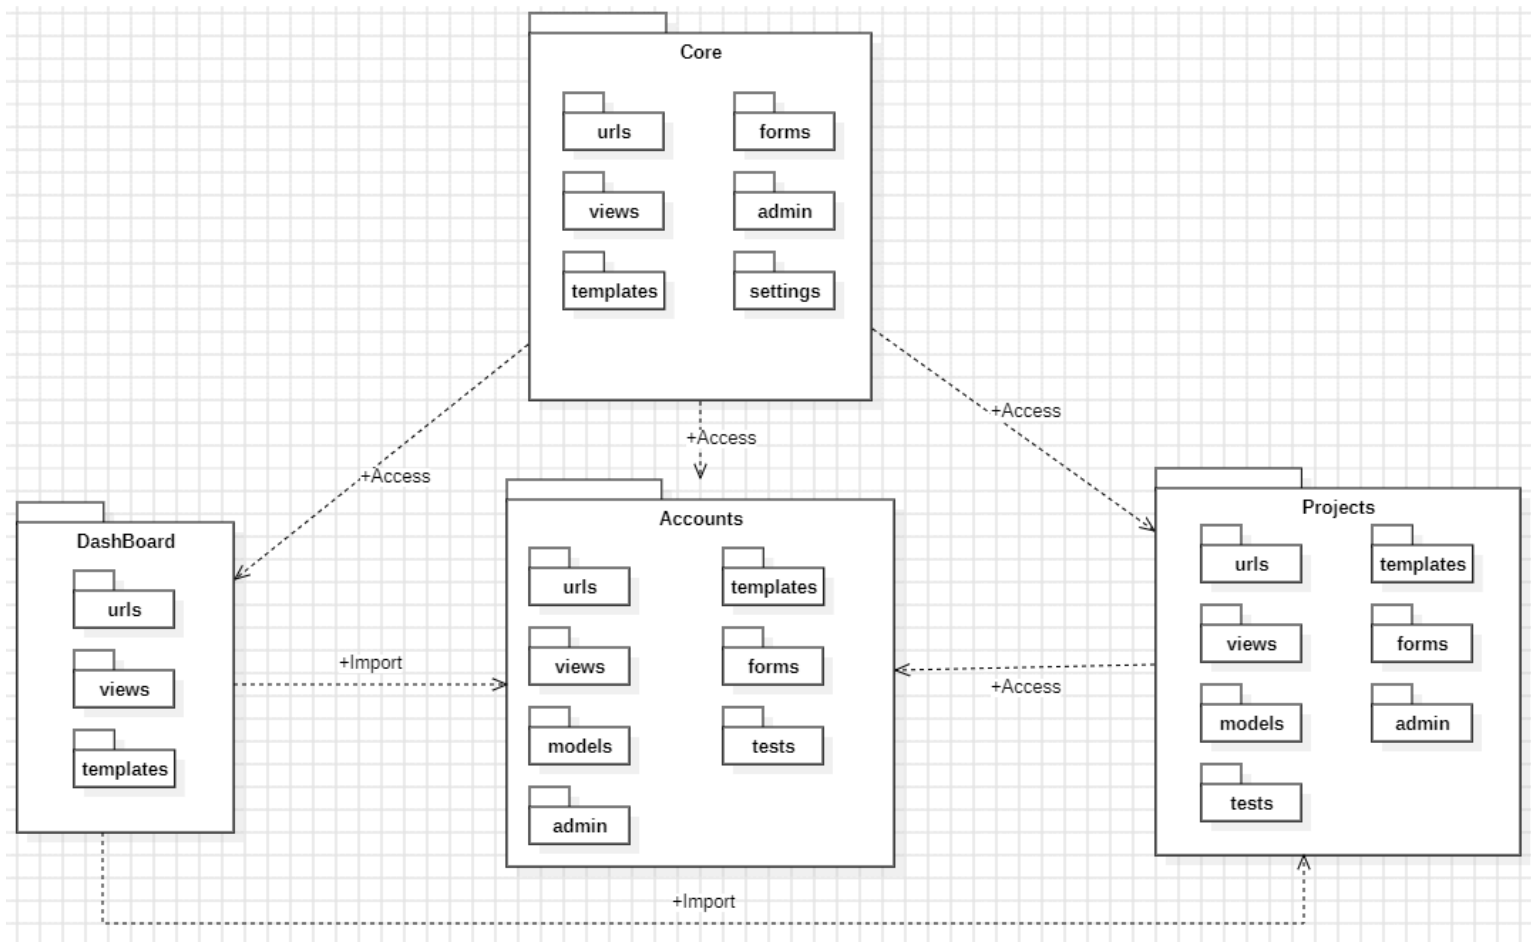 Core
urls
forms
views
admin
templates
settings
+Access
+Access
+Access
DashBoard
urls
views
templates
+Import
Accounts
urls
templates
views
forms
models
tests
admin
+Access
Projects
urls
templates
views
forms
models
admin
tests
+Import